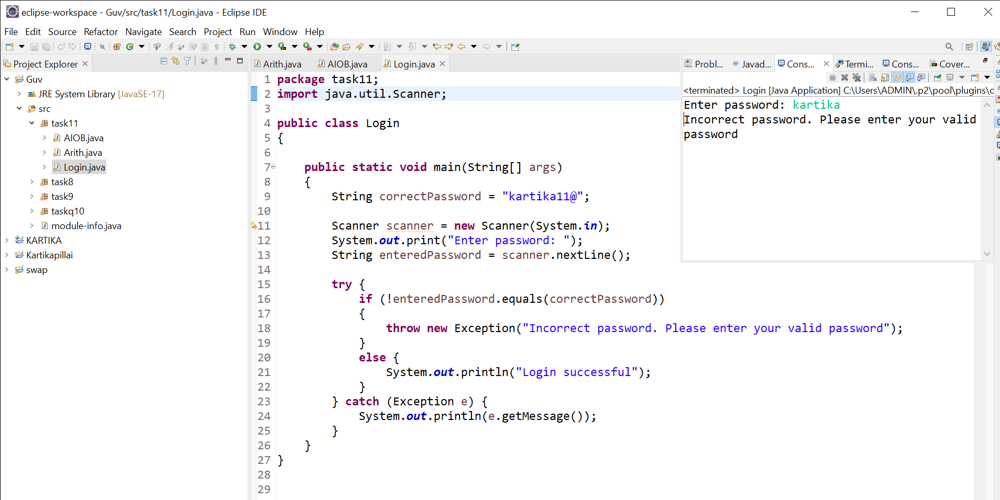 eclipse-workspace - Guv/src/task11/Login.java - Eclipse IDE
File Edit Source Refactor Navigate Search Project Run Window Help
Project Explorer
Guv
JRE System Library [JavaSE-17]
src
task11
AIOB.java
Arith.java
Login.java
task8
task9
taskq10
module-info.java
KARTIKA
Kartikapillai
swap
Arith.java AIOB.java Login.java
1 package task11;
2 import java.util.Scanner;
3
4 public class Login
5 {
6
7 public static void main(String[] args)
8 {
9 String correctPassword = "kartika11@";
10
11 Scanner scanner = new Scanner(System.in);
12 System.out.print("Enter password: ");
13 String enteredPassword = scanner.nextLine();
14
15 try {
16 if (!enteredPassword.equals(correctPassword))
17 {
18 throw new Exception("Incorrect password. Please enter your valid password");
19 }
20 else {
21 System.out.println("Login successful");
22 }
23 } catch (Exception e) {
24 System.out.println(e.getMessage());
25 }
26 }
27 }
28
29
Probl... Javad... Cons... Termi... Cons... Cover...
<terminated> Login [Java Application] C:\Users\ADMIN\.p2\pool\plugins\
Enter password: kartika
Incorrect password. Please enter your valid
password